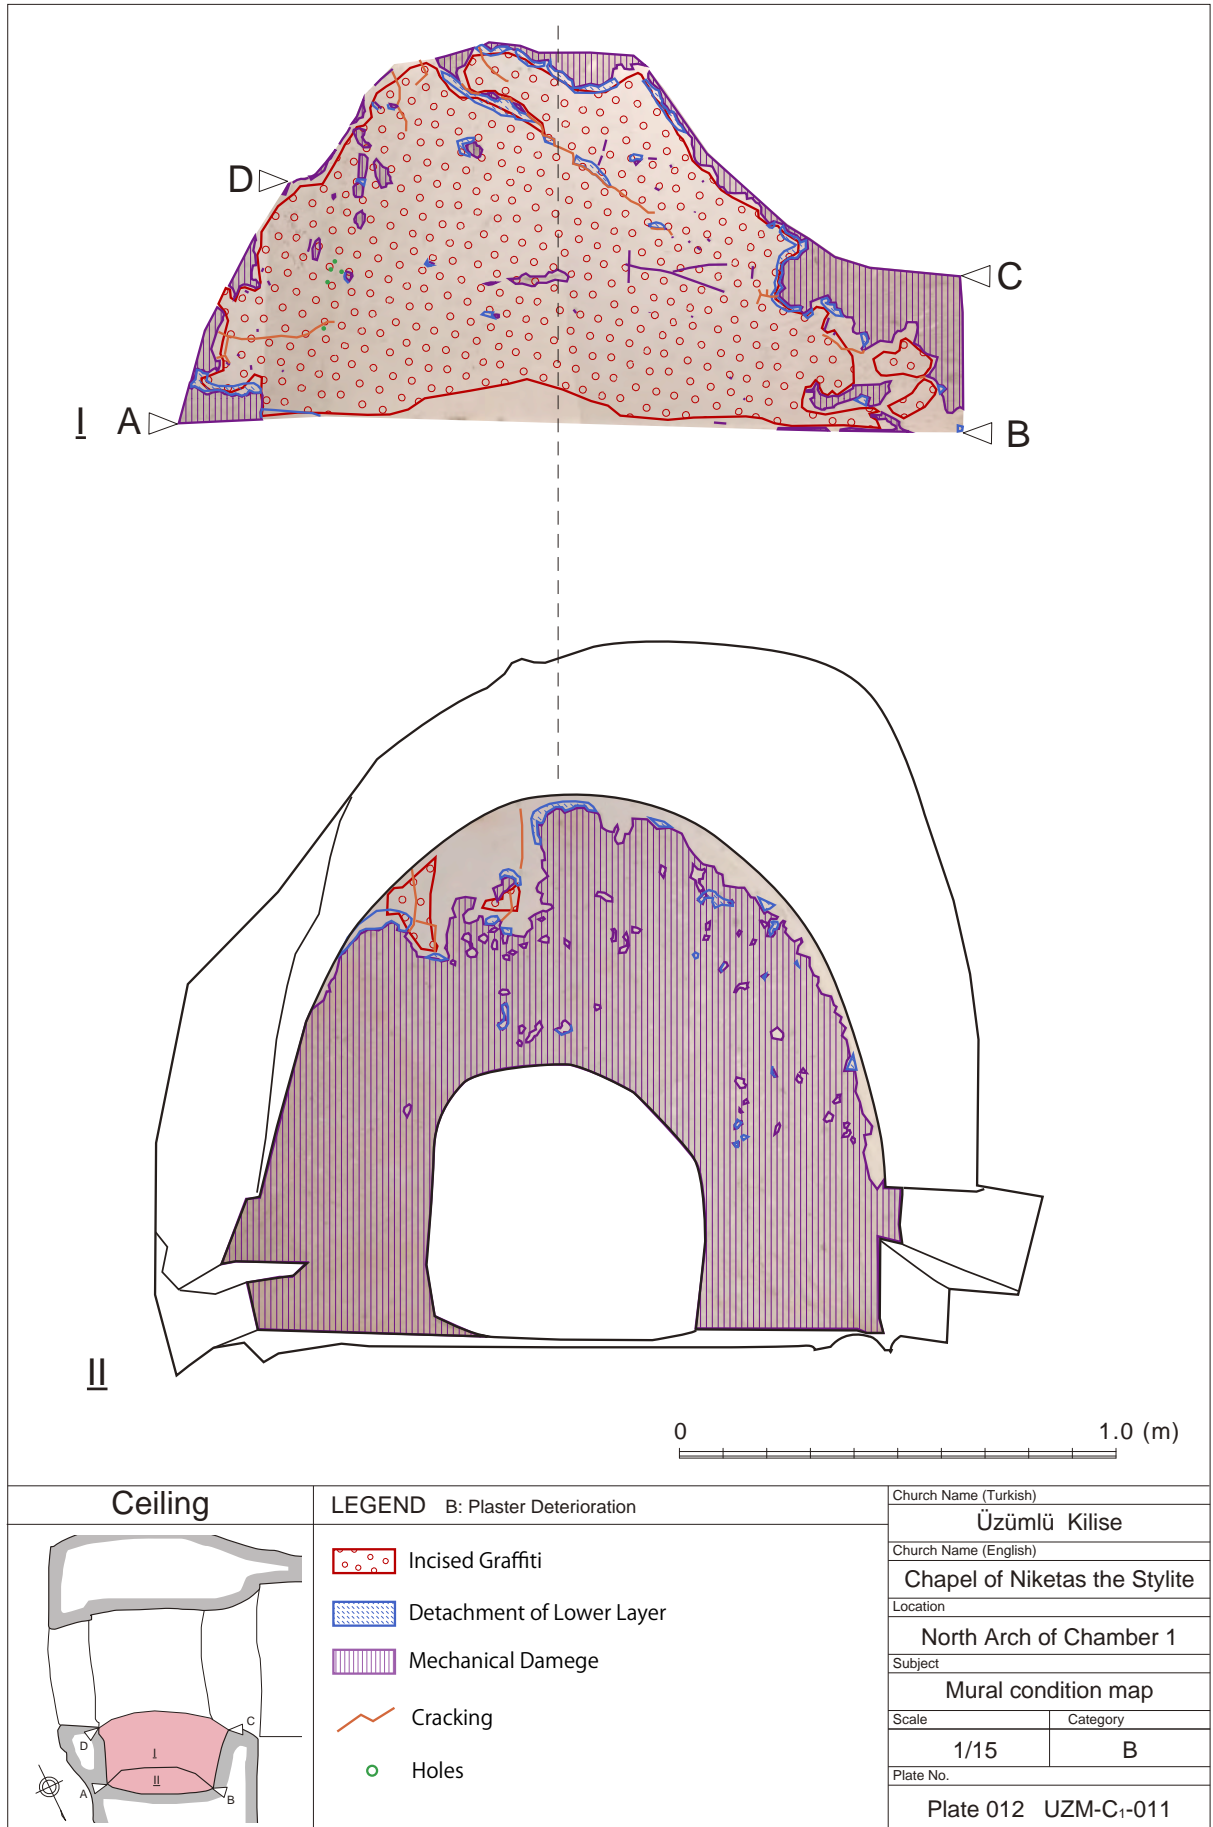 D
C
I A
B
II
0 1.0 (m)
Ceiling
D
C
I
II
A
B
LEGEND B: Plaster Deterioration
Incised Graffiti
Detachment of Lower Layer
Mechanical Damege
Cracking
Holes
Church Name (Turkish)
Üzümlü Kilise
Church Name (English)
Chapel of Niketas the Stylite
Location
North Arch of Chamber 1
Subject
Mural condition map
Scale Category
1/15 B
Plate No.
Plate 012 UZM-C₁-011